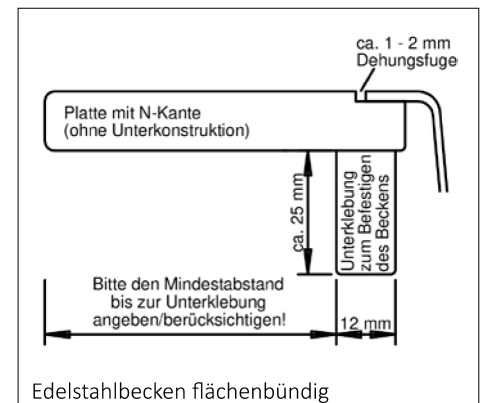 ca. 1 - 2 mm
Dehungsfuge
Platte mit N-Kante
(ohne Unterkonstruktion)
ca. 25 mm
Unterklebung
zum Befestigen
des Beckens
Bitte den Mindestabstand
bis zur Unterklebung
angeben/berücksichtigen!
12 mm
Edelstahlbecken flächenbündig